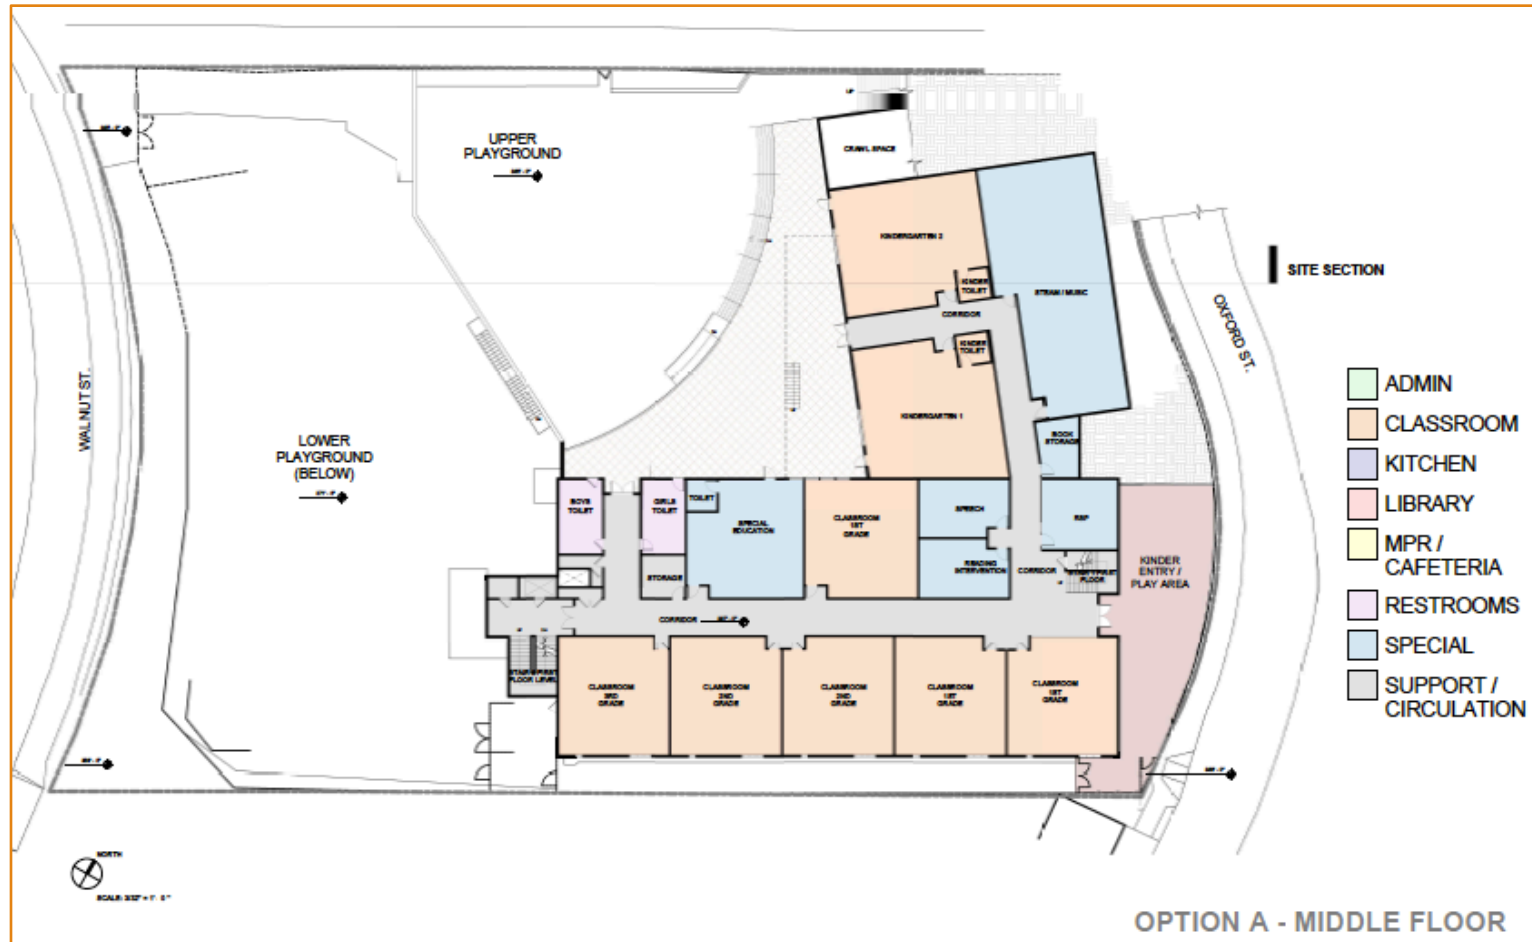 UP
UPPER
PLAYGROUND
CRAWL SPACE
KINDERGARTEN 2
KINDER
TOILET
STEAM / MUSIC
SITE SECTION
CORRIDOR
KINDER
TOILET
OXFORD ST.
WALNUT ST.
KINDERGARTEN 1
LOWER
PLAYGROUND
(BELOW)
BOOK
STORAGE
BOYS
TOILET
GIRLS
TOILET
TOILET
SPECIAL
EDUCATION
CLASSROOM
1ST
GRADE
SPEECH
RSP
READING
INTERVENTION
STORAGE
CORRIDOR
KINDER
ENTRY /
PLAY AREA
CORRIDOR
CLASSROOM
3RD
GRADE
CLASSROOM
2ND
GRADE
CLASSROOM
2ND
GRADE
CLASSROOM
1ST
GRADE
CLASSROOM
1ST
GRADE
ADMIN
CLASSROOM
KITCHEN
LIBRARY
MPR /
CAFETERIA
RESTROOMS
SPECIAL
SUPPORT /
CIRCULATION
NORTH
OPTION A - MIDDLE FLOOR